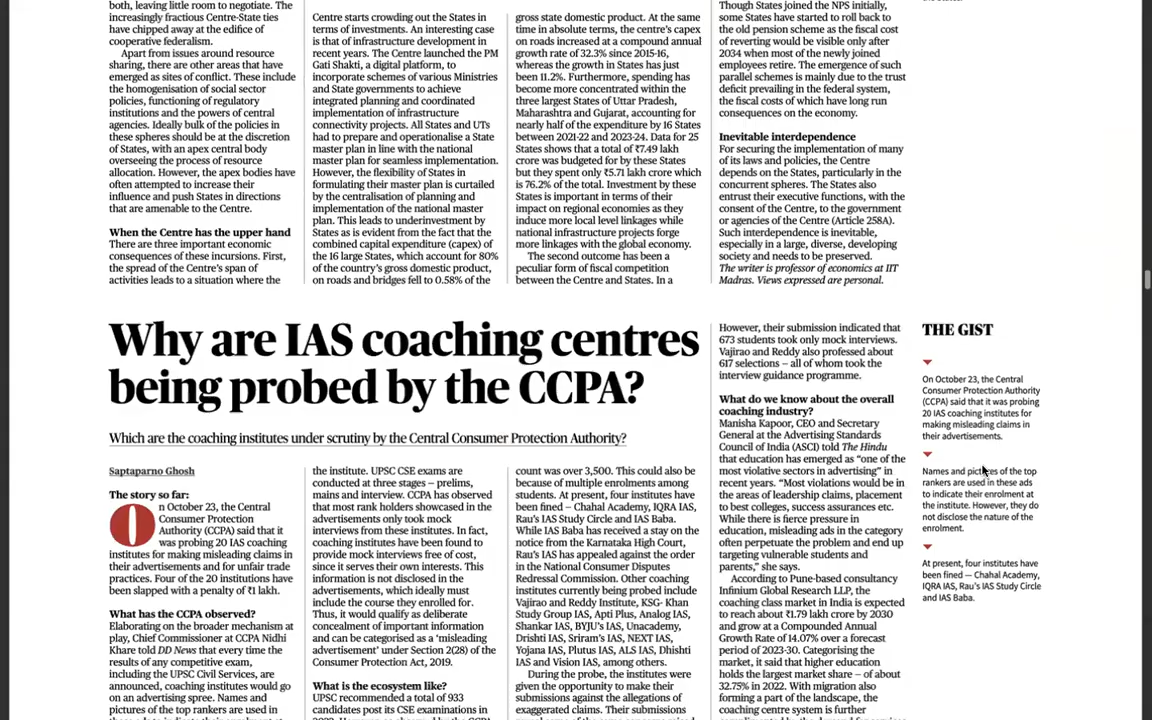 both, leaving little room to negotiate. The
increasingly fractious Centre-State ties
have chipped away at the edifice of
cooperative federalism.
Apart from issues around resource
sharing, there are other areas that have
emerged as sites of conflict. These include
the homogenisation of social sector
policies, functioning of regulatory
institutions and the powers of central
agencies. Ideally bulk of the policies in
these spheres should be at the discretion
of States, with an apex central body
overseeing the process of resource
allocation. However, the apex bodies have
often attempted to increase their
influence and push States in directions
that are amenable to the Centre.
When the Centre has the upper hand
There are three important economic
consequences of these incursions. First,
the spread of the Centre's span of
activities leads to a situation where the
Centre starts crowding out the States in
terms of investments. An interesting case
is that of infrastructure development in
recent years. The Centre launched the PM
Gati Shakti, a digital platform, to
incorporate schemes of various Ministries
and State governments to achieve
integrated planning and coordinated
implementation of infrastructure
connectivity projects. All States and UTs
had to prepare and operationalise a State
master plan in line with the national
master plan for seamless implementation.
However, the flexibility of States in
formulating their master plan is curtailed
by the centralisation of planning and
implementation of the national master
plan. This leads to underinvestment by
States as is evident from the fact that the
combined capital expenditure (capex) of
the 16 large States, which account for 80%
of the country's gross domestic product,
on roads and bridges fell to 0.58% of the
gross state domestic product. At the same
time in absolute terms, the centre's capex
on roads increased at a compound annual
growth rate of 32.3% since 2015-16,
whereas the growth in States has just
been 11.2%. Furthermore, spending has
become more concentrated within the
three largest States of Uttar Pradesh,
Maharashtra and Gujarat, accounting for
nearly half of the expenditure by 16 States
between 2021-22 and 2023-24. Data for 25
States shows that a total of ₹7.49 lakh
crore was budgeted for by these States
but they spent only ₹5.71 lakh crore which
is 76.2% of the total. Investment by these
States is important in terms of their
impact on regional economies as they
induce more local level linkages while
national infrastructure projects forge
more linkages with the global economy.
The second outcome has been a
peculiar form of fiscal competition
between the Centre and States. In a
Though States joined the NPS initially,
some States have started to roll back to
the old pension scheme as the fiscal cost
of reverting would be visible only after
2034 when most of the newly joined
employees retire. The emergence of such
parallel schemes is mainly due to the trust
deficit prevailing in the federal system,
the fiscal costs of which have long run
consequences on the economy.
Inevitable interdependence
For securing the implementation of many
of its laws and policies, the Centre
depends on the States, particularly in the
concurrent spheres. The States also
entrust their executive functions, with the
consent of the Centre, to the government
or agencies of the Centre (Article 258A).
Such interdependence is inevitable,
especially in a large, diverse, developing
society and needs to be preserved.
The writer is professor of economics at IIT
Madras. Views expressed are personal.
Why are IAS coaching centres
being probed by the CCPA?
Which are the coaching institutes under scrutiny by the Central Consumer Protection Authority?
Saptaparno Ghosh
The story so far:
On October 23, the Central
Consumer Protection
Authority (CCPA) said that it
was probing 20 IAS coaching
institutes for making misleading claims in
their advertisements and for unfair trade
practices. Four of the 20 institutions have
been slapped with a penalty of ₹1 lakh.
What has the CCPA observed?
Elaborating on the broader mechanism at
play, Chief Commissioner at CCPA Nidhi
Khare told DD News that every time the
results of any competitive exam,
including the UPSC Civil Services, are
announced, coaching institutes would go
on an advertising spree. Names and
pictures of the top rankers are used in
the institute. UPSC CSE exams are
conducted at three stages – prelims,
mains and interview. CCPA has observed
that most rank holders showcased in the
advertisements only took mock
interviews from these institutes. In fact,
coaching institutes have been found to
provide mock interviews free of cost,
since it serves their own interests. This
information is not disclosed in the
advertisements, which ideally must
include the course they enrolled for.
Thus, it would qualify as deliberate
concealment of important information
and can be categorised as a 'misleading
advertisement' under Section 2(28) of the
Consumer Protection Act, 2019.
What is the ecosystem like?
UPSC recommended a total of 933
candidates post its CSE examinations in
count was over 3,500. This could also be
because of multiple enrolments among
students. At present, four institutes have
been fined – Chahal Academy, IQRA IAS,
Rau's IAS Study Circle and IAS Baba.
While IAS Baba has received a stay on the
notice from the Karnataka High Court,
Rau's IAS has appealed against the order
in the National Consumer Disputes
Redressal Commission. Other coaching
institutes currently being probe include
Vajirao and Reddy Institute, KSG- Khan
Study Group IAS, Apti Plus, Analog IAS,
Shankar IAS, BYJU's IAS, Unacademy,
Drishti IAS, Sriram's IAS, NEXT IAS,
Yojana IAS, Plutus IAS, ALS IAS, Dhishti
IAS and Vision IAS, among others.
During the probe, the institutes were
given the opportunity to make their
submissions against the allegations of
exaggerated claims. Their submissions
However, their submission indicated that
673 students took only mock interviews.
Vajirao and Reddy also professed about
617 selections – all of whom took the
interview guidance programme.
What do we know about the overall
coaching industry?
Manisha Kapoor, CEO and Secretary
General at the Advertising Standards
Council of India (ASCI) told The Hindu
that education has emerged as "one of the
most violative sectors in advertising" in
recent years. "Most violations would be in
the areas of leadership claims, placement
to best colleges, success assurances etc.
While there is fierce pressure in
education, misleading ads in the category
often perpetuate the problem and end up
targeting vulnerable students and
parents," she says.
According to Pune-based consultancy
Infinium Global Research LLP, the
coaching class market in India is expected
to reach about ₹1.79 lakh crore by 2030
and grow at a Compounded Annual
Growth Rate of 14.07% over a forecast
period of 2023-30. Categorising the
market, it said that higher education
holds the largest market share – of about
32.75% in 2022. With migration also
forming a part of the landscape, the
coaching centre system is further
THE GIST
On October 23, the Central
Consumer Protection Authority
(CCPA) said that it was probing
20 IAS coaching institutes for
making misleading claims in
their advertisements.
Names and pictures of the top
rankers are used in these ads
to indicate their enrolment at
the institute. However, they do
not disclose the nature of the
enrolment.
At present, four institutes have
been fined — Chahal Academy,
IQRA IAS, Rau's IAS Study Circle
and IAS Baba.